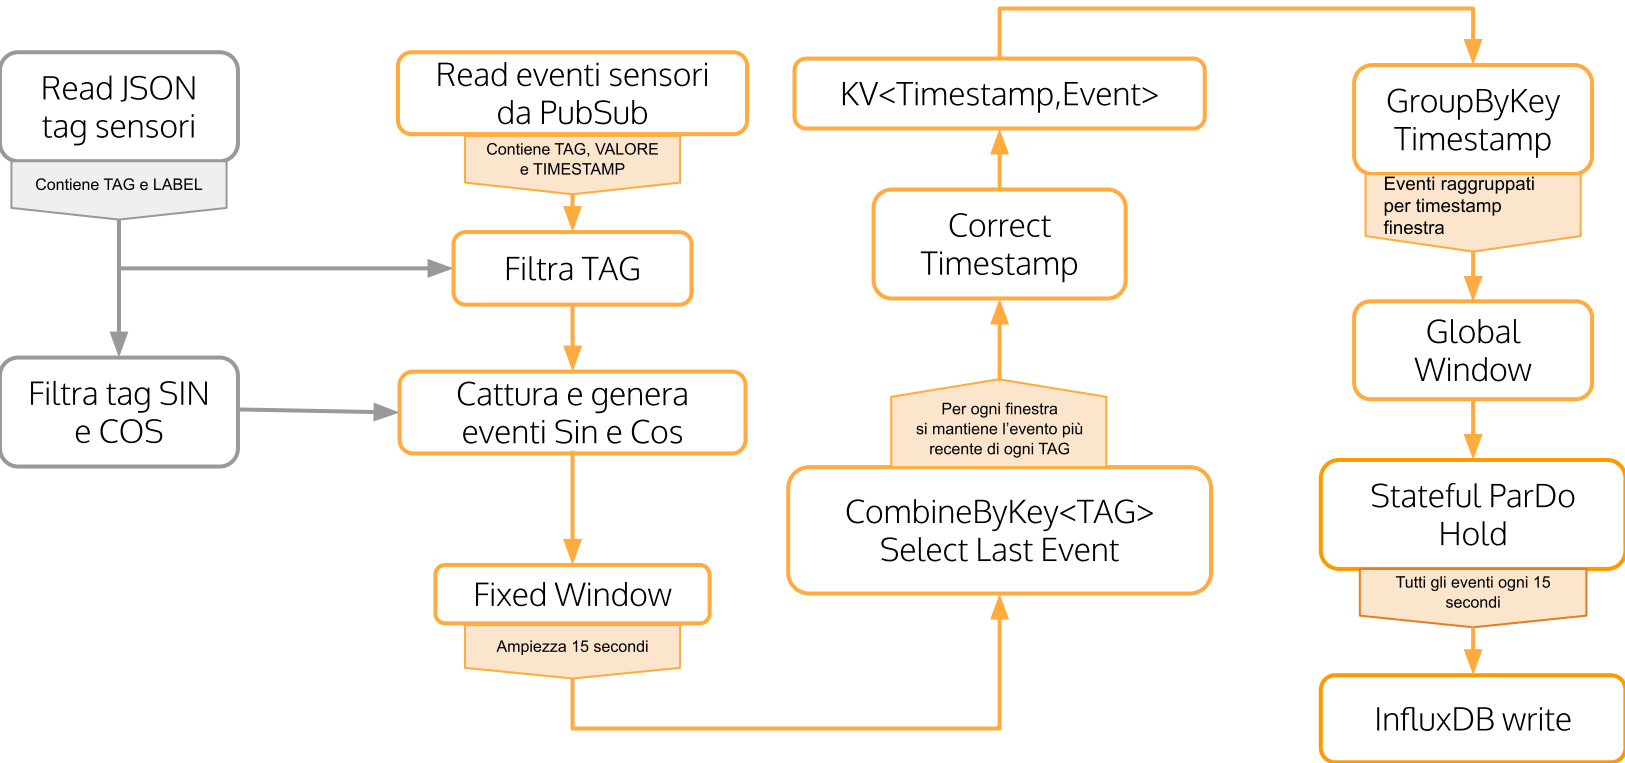 Read JSON
tag sensori
Contiene TAG e LABEL
Filtra tag SIN
e COS
Read eventi sensori
da PubSub
Contiene TAG, VALORE
e TIMESTAMP
Filtra TAG
Cattura e genera
eventi Sin e Cos
Fixed Window
Ampiezza 15 secondi
CombineByKey<TAG>
Select Last Event
Per ogni finestra
si mantiene l'evento più
recente di ogni TAG
Correct
Timestamp
KV<Timestamp,Event>
GroupByKey
Timestamp
Eventi raggruppati
per timestamp
finestra
Global
Window
Stateful ParDo
Hold
Tutti gli eventi ogni 15
secondi
InfluxDB write